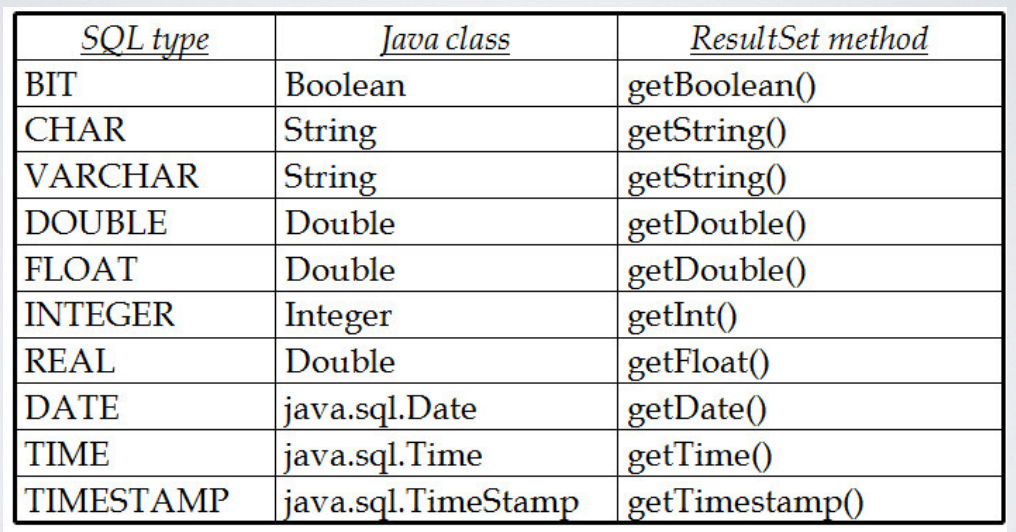 SQL type Java class ResultSet method
BIT Boolean getBoolean()
CHAR String getString()
VARCHAR String getString()
DOUBLE Double getDouble()
FLOAT Double getDouble()
INTEGER Integer getInt()
REAL Double getFloat()
DATE java.sql.Date getDate()
TIME java.sql.Time getTime()
TIMESTAMP java.sql.TimeStamp getTimestamp()